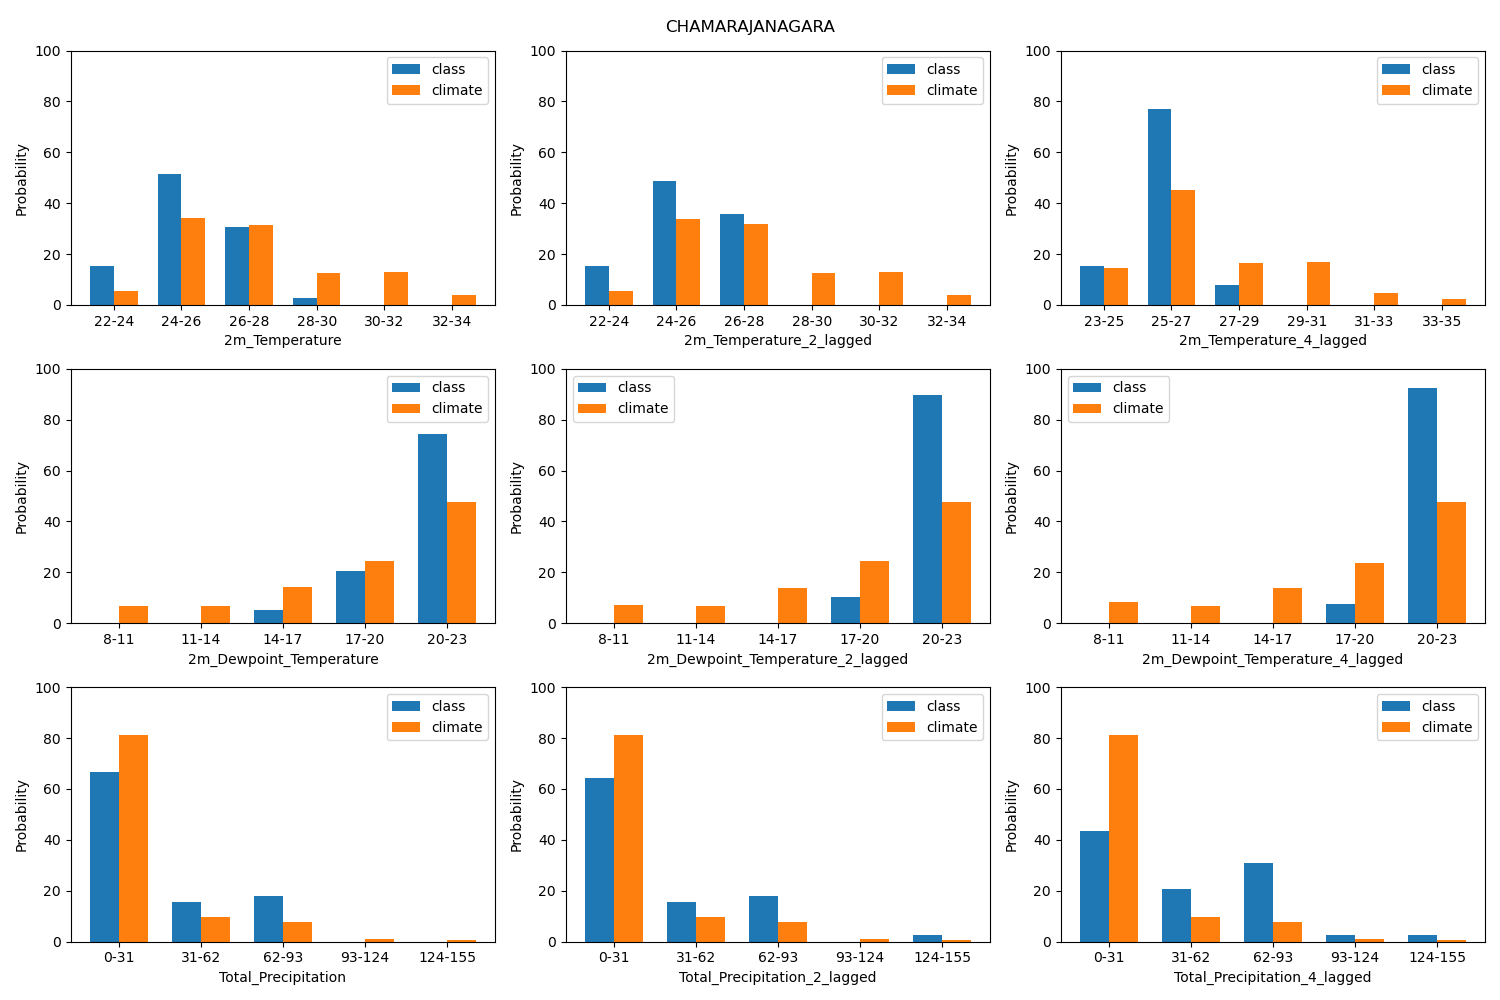 CHAMARAJANAGARA
100
80
60
40
20
0
Probability
class
climate
22-24 24-26 26-28 28-30 30-32 32-34
2m_Temperature
100
80
60
40
20
0
Probability
class
climate
22-24 24-26 26-28 28-30 30-32 32-34
2m_Temperature_2_lagged
100
80
60
40
20
0
Probability
class
climate
23-25 25-27 27-29 29-31 31-33 33-35
2m_Temperature_4_lagged
100
80
60
40
20
0
Probability
class
climate
8-11 11-14 14-17 17-20 20-23
2m_Dewpoint_Temperature
100
80
60
40
20
0
Probability
class
climate
8-11 11-14 14-17 17-20 20-23
2m_Dewpoint_Temperature_2_lagged
100
80
60
40
20
0
Probability
class
climate
8-11 11-14 14-17 17-20 20-23
2m_Dewpoint_Temperature_4_lagged
100
80
60
40
20
0
Probability
class
climate
0-31 31-62 62-93 93-124 124-155
Total_Precipitation
100
80
60
40
20
0
Probability
class
climate
0-31 31-62 62-93 93-124 124-155
Total_Precipitation_2_lagged
100
80
60
40
20
0
Probability
class
climate
0-31 31-62 62-93 93-124 124-155
Total_Precipitation_4_lagged